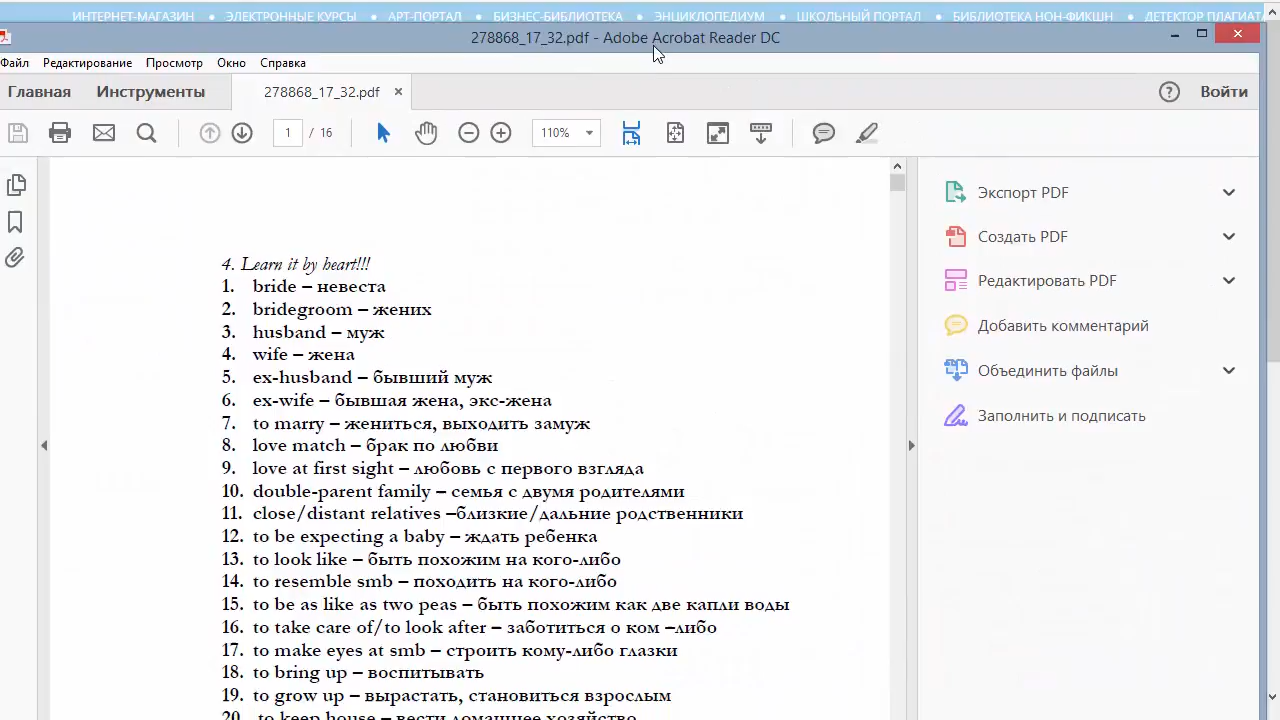 ИНТЕРНЕТ-МАГАЗИН • ЭЛЕКТРОННЫЕ КУРСЫ • АРТ-ПОРТАЛ • БИЗНЕС-БИБЛИОТЕКА • ЭНЦИКЛОПЕДИУМ • ШКОЛЬНЫЙ ПОРТАЛ • БИБЛИОТЕКА НОН-ФИКШН • ДЕТЕКТОР ПЛАГИАТА
278868_17_32.pdf - Adobe Acrobat Reader DC
Файл Редактирование Просмотр Окно Справка
Главная Инструменты 278868_17_32.pdf × Войти
1 / 16 110%
4. Learn it by heart!!!
1. bride – невеста
2. bridegroom – жених
3. husband – муж
4. wife – жена
5. ex-husband – бывший муж
6. ex-wife – бывшая жена, экс-жена
7. to marry – жениться, выходить замуж
8. love match – брак по любви
9. love at first sight – любовь с первого взгляда
10. double-parent family – семья с двумя родителями
11. close/distant relatives –близкие/дальние родственники
12. to be expecting a baby – ждать ребенка
13. to look like – быть похожим на кого-либо
14. to resemble smb – походить на кого-либо
15. to be as like as two peas – быть похожим как две капли воды
16. to take care of/to look after – заботиться о ком –либо
17. to make eyes at smb – строить кому-либо глазки
18. to bring up – воспитывать
19. to grow up – вырастать, становиться взрослым
20. to keep house – вести домашнее хозяйство
Экспорт PDF
Создать PDF
Редактировать PDF
Добавить комментарий
Объединить файлы
Заполнить и подписать